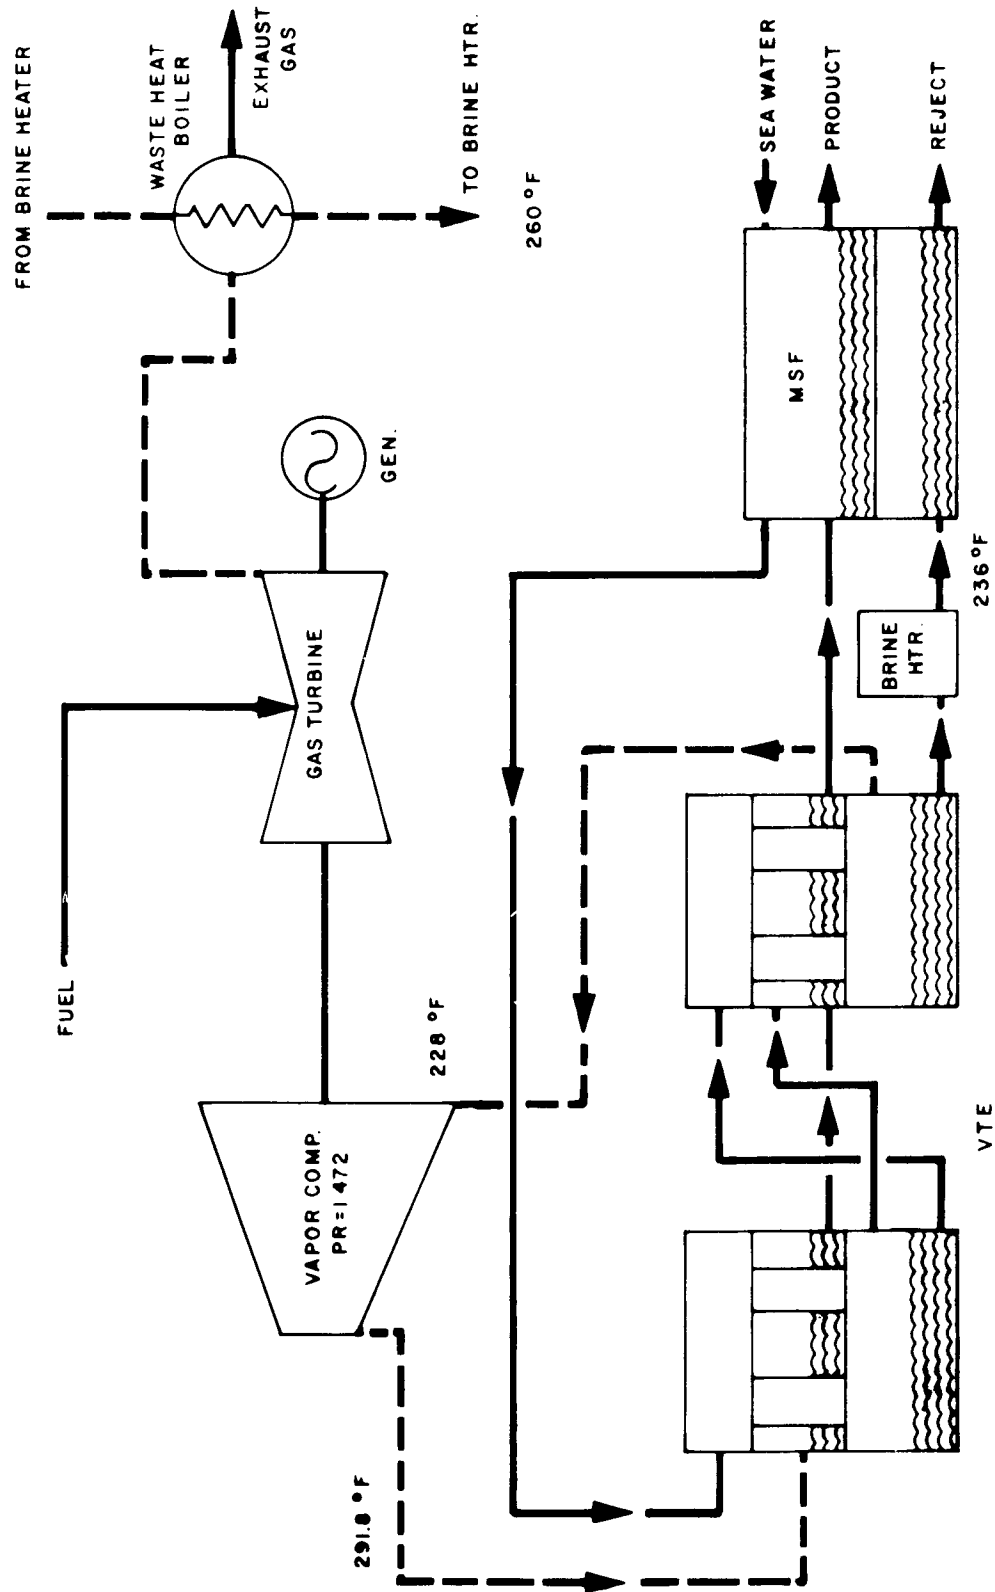 FROM BRINE HEATER
WASTE HEAT
BOILER
EXHAUST
GAS
TO BRINE HTR.
260°F
FUEL
GAS TURBINE
GEN.
VAPOR COMP.
PR=1.472
228 °F
291.8 °F
SEA WATER
PRODUCT
REJECT
MSF
236°F
BRINE
HTR.
VTE